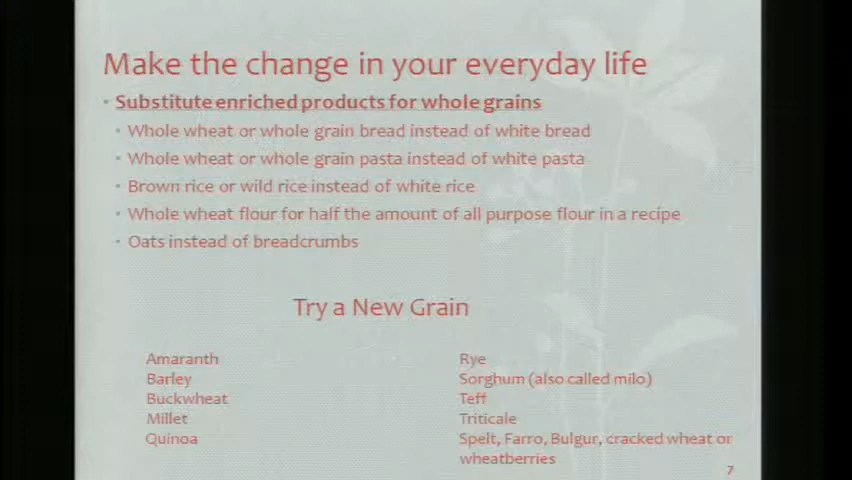 Make the change in your everyday life
Substitute enriched products for whole grains
Whole wheat or whole grain bread instead of white bread
Whole wheat or whole grain pasta instead of white pasta
Brown rice or wild rice instead of white rice
Whole wheat flour for half the amount of all purpose flour in a recipe
Oats instead of breadcrumbs
Try a New Grain
Amaranth
Barley
Buckwheat
Millet
Quinoa
Rye
Sorghum (also called milo)
Teff
Triticale
Spelt, Farro, Bulgur, cracked wheat or
wheatberries
7